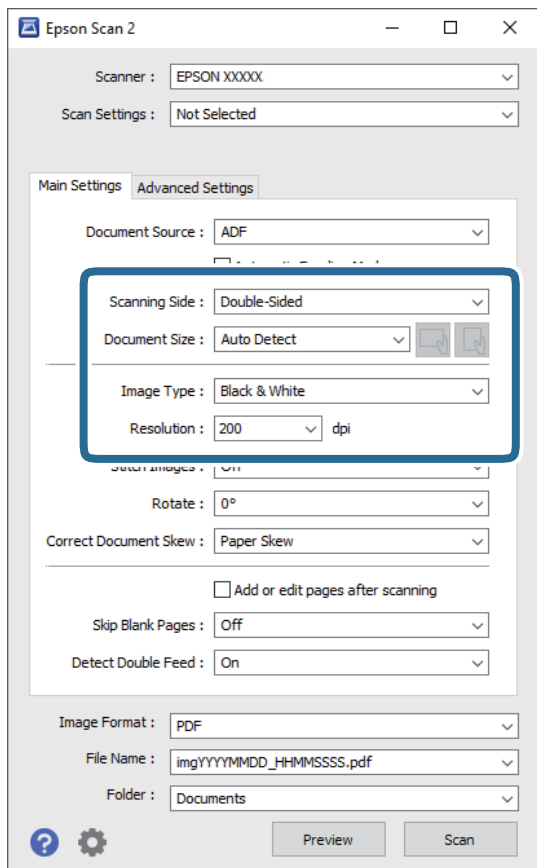 Epson Scan 2
Scanner : EPSON XXXXX
Scan Settings : Not Selected
Main Settings Advanced Settings
Document Source : ADF
Scanning Side : Double-Sided
Document Size : Auto Detect
Image Type : Black & White
Resolution : 200 dpi
Stitch Images : Off
Rotate : 0°
Correct Document Skew : Paper Skew
Add or edit pages after scanning
Skip Blank Pages : Off
Detect Double Feed : On
Image Format : PDF
File Name : imgYYYYMMDD_HHMMSSSS.pdf
Folder : Documents
? Preview Scan